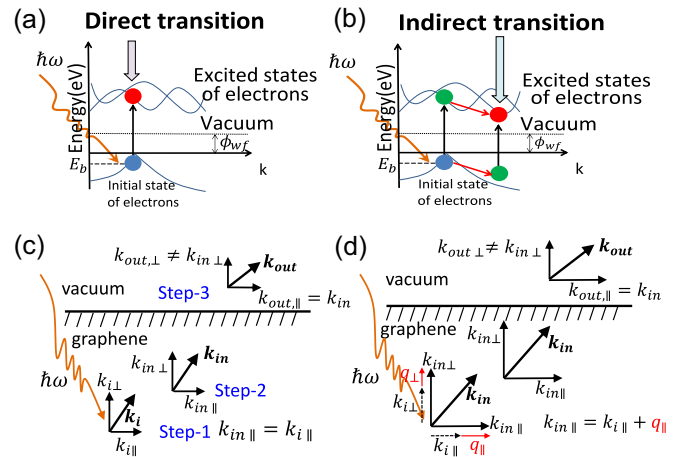 (a) Direct transition
ħω
Energy(eV)
Excited states
of electrons
Vacuum
ϕwf
Eb
k
Initial state
of electrons
(b) Indirect transition
ħω
Energy(eV)
Excited states
of electrons
Vacuum
ϕwf
Eb
k
Initial state
of electrons
(c)
kout,⊥ ≠ kin⊥
kout
vacuum
Step-3
kout,∥ = kin
graphene
kin⊥
kin
ħω
ki⊥
kin∥
Step-2
ki
ki∥
Step-1
kin∥ = ki∥
(d)
kout⊥ ≠ kin⊥
kout
vacuum
kout,∥ = kin
graphene
kin⊥
kin
ħω
kin⊥
q⊥
ki⊥
kin
kin∥
kin∥
ki∥
q∥
kin∥ = ki∥ + q∥